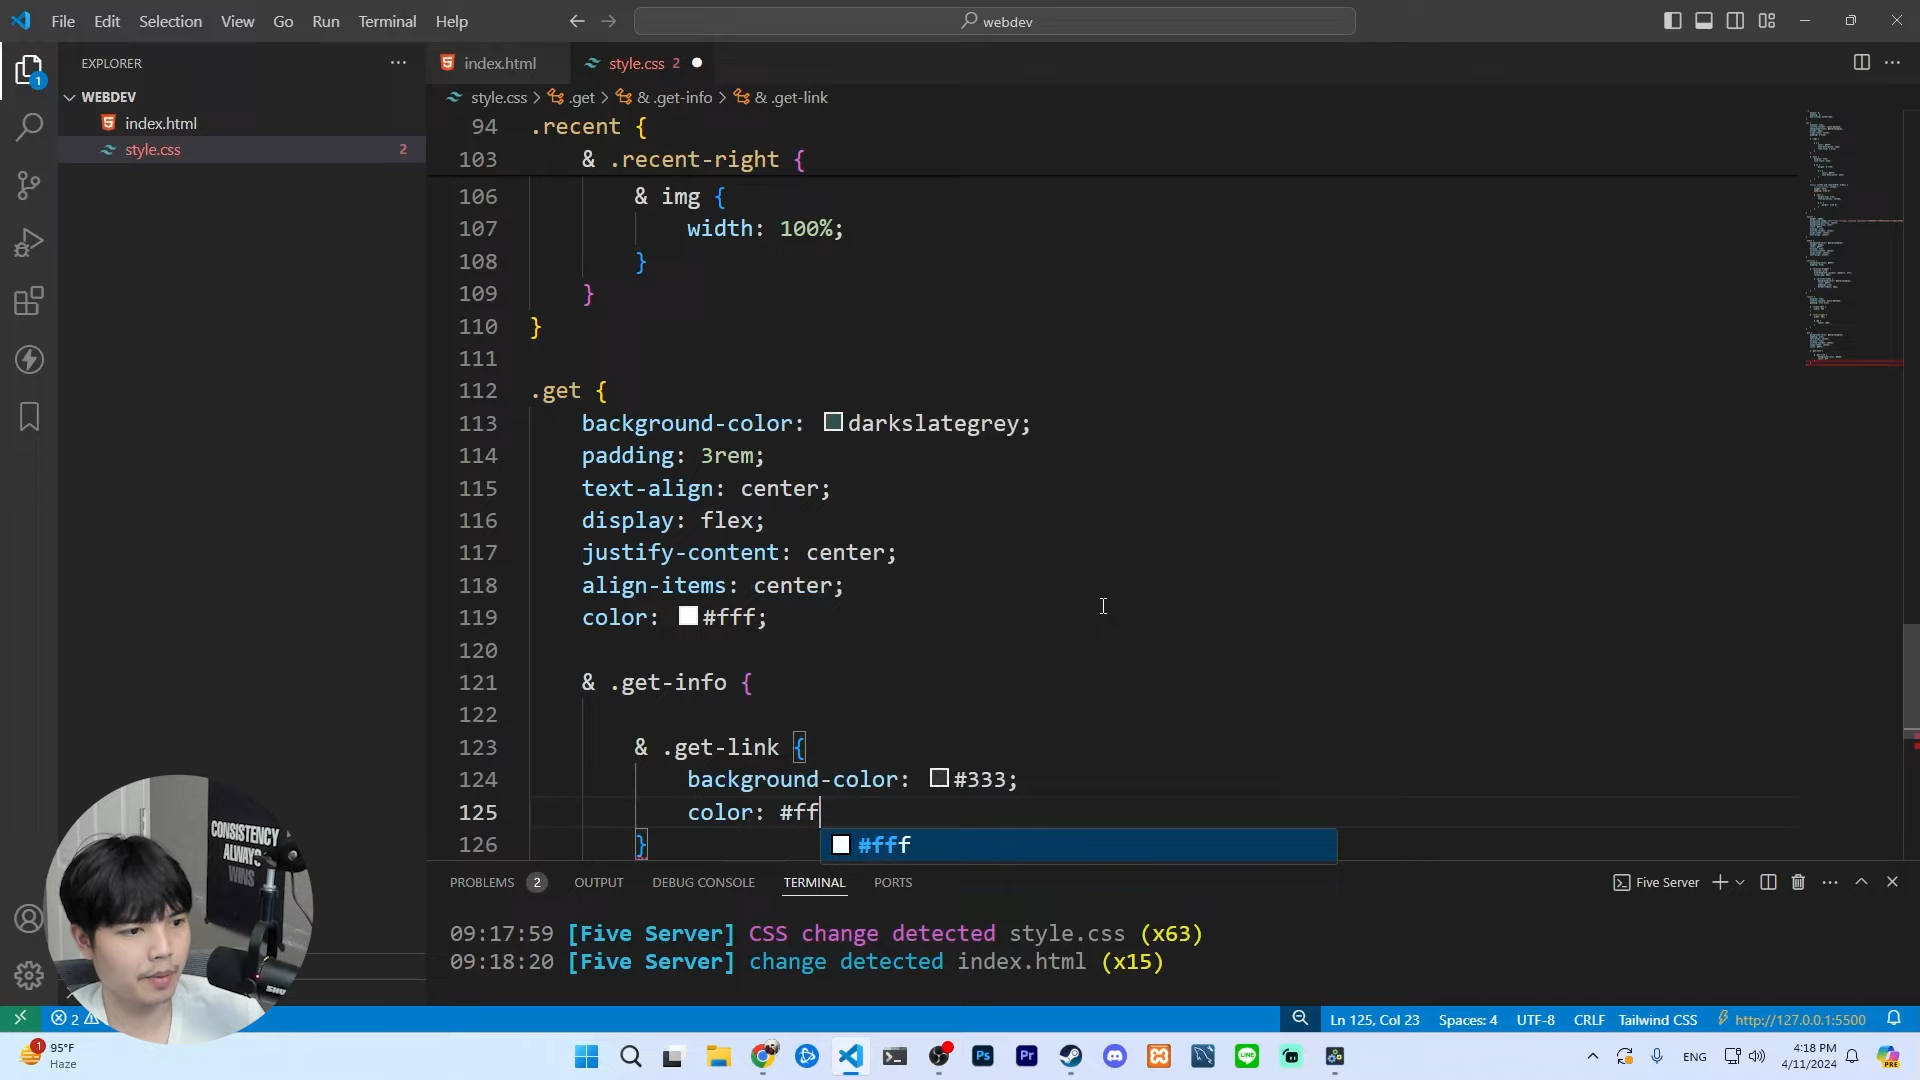 File Edit Selection View Go Run Terminal Help
webdev
EXPLORER
WEBDEV
index.html
style.css 2
1
index.html
style.css 2
style.css > .get > & .get-info > & .get-link
94 .recent {
103 & .recent-right {
106 & img {
107 width: 100%;
108 }
109 }
110 }
111
112 .get {
113 background-color: darkslategrey;
114 padding: 3rem;
115 text-align: center;
116 display: flex;
117 justify-content: center;
118 align-items: center;
119 color: #fff;
120
121 & .get-info {
122
123 & .get-link {
124 background-color: #333;
125 color: #ff
126 }
#fff
PROBLEMS 2 OUTPUT DEBUG CONSOLE TERMINAL PORTS
Five Server
09:17:59 [Five Server] CSS change detected style.css (x63)
09:18:20 [Five Server] change detected index.html (x15)
CONSISTENCY
ALWAYS
WINS
2
Ln 125, Col 23 Spaces: 4 UTF-8 CRLF Tailwind CSS http://127.0.0.1:5500
1
95°F
Haze
Ps
Pr
LINE
ENG
4:18 PM
4/11/2024
PRE